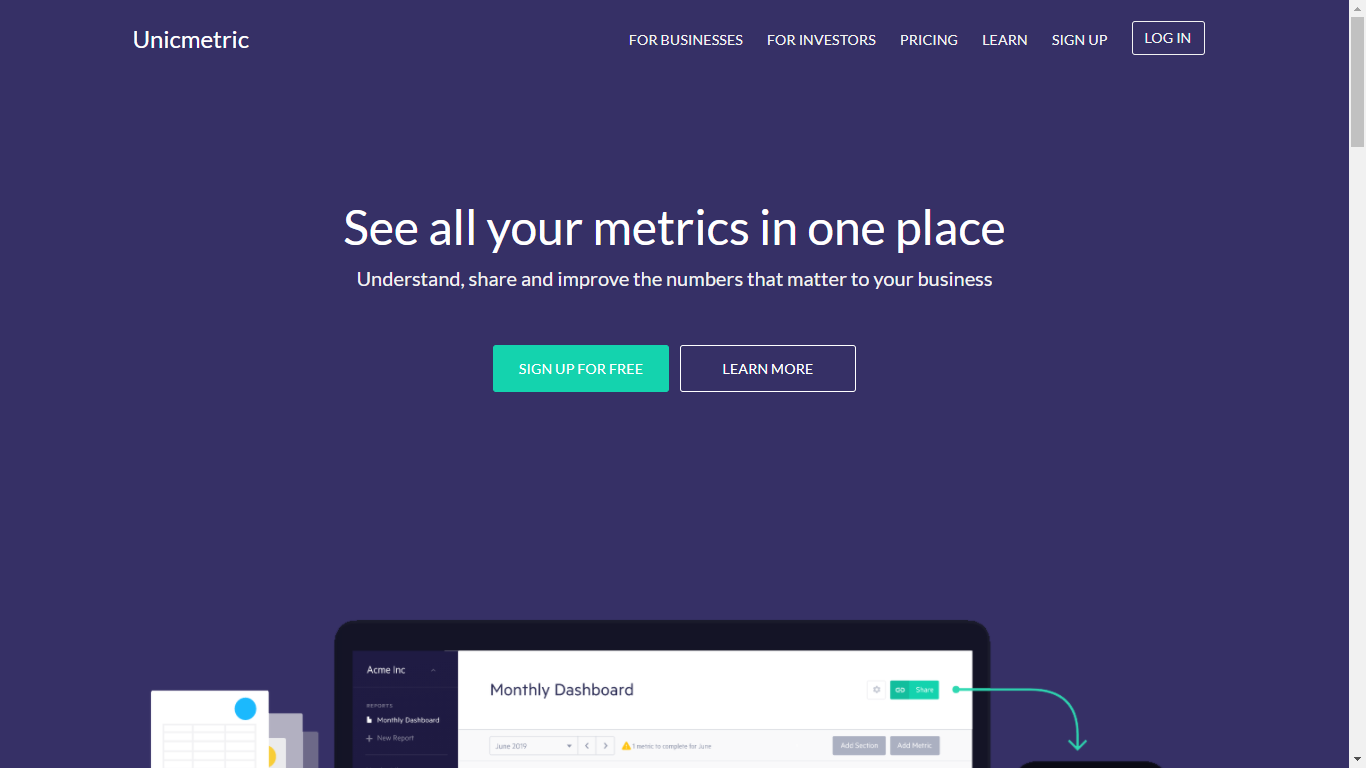 Unicmetric
FOR BUSINESSES
FOR INVESTORS
PRICING
LEARN
SIGN UP
LOG IN
See all your metrics in one place
Understand, share and improve the numbers that matter to your business
SIGN UP FOR FREE
LEARN MORE
Acme Inc
Monthly Dashboard
Share
REPORTS
Monthly Dashboard
New Report
June 2019
1 metric to complete for June
Add Section
Add Metric